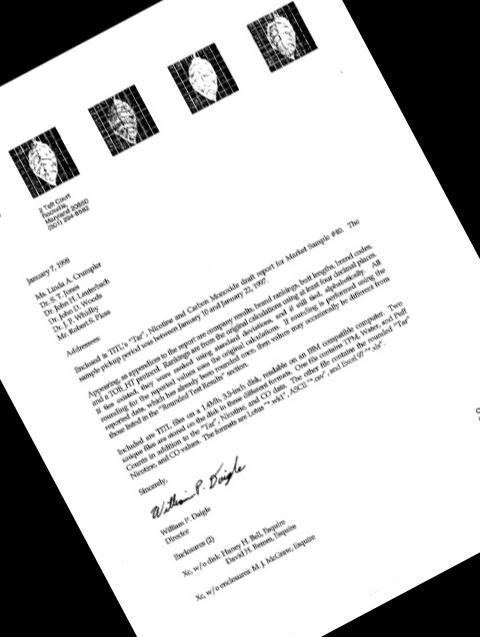 2 Taft Court
Rockville,
Maryland 20850
(301) 294-8592
January 7, 1998
Ms. Linda A. Crumpler
Dr. S. T. Jones
Dr. John H. Lauterbach
Dr. John D. Woods
Dr. J. F. Whidby
Mr. Robert S. Pless
Addressees:
Enclosed is TITL's "Tar", Nicotine and Carbon Monoxide draft report for Market Sample #40. The
sample pickup period was between January 10 and January 22, 1997.
Appearing as appendices to the report are company results, brand rankings, butt lengths, brand codes,
and a TOB_HT printout. Rankings are from the original calculations using at least four decimal places.
If ties existed, they were ranked using standard deviations, and if still tied, alphabetically. All
rounding for the reported values uses the original calculations. If rounding is performed using the
reported data, which has already been rounded once, then values may occasionally be different from
those listed in the "Rounded Test Results" section.
Included are TITL files on a 1.4Mb, 3.5-inch disk, readable on an IBM compatible computer. Two
unique files are stored on the disk in three different formats. One file contains TPM, Water, and Puff
Counts in addition to the "Tar", Nicotine, and CO data. The other file contains the rounded "Tar"
Nicotine, and CO values. The formats are Lotus "*.wk1", ASCII "*.csv", and Excel 97 "*.xls".
Sincerely,
William P. Daigle
William P. Daigle
Director
Enclosures (2)
Xc, w/o disk: Haney H. Bell, Esquire
David H. Remes, Esquire
Xc, w/o enclosures: M. J. McGraw, Esquire